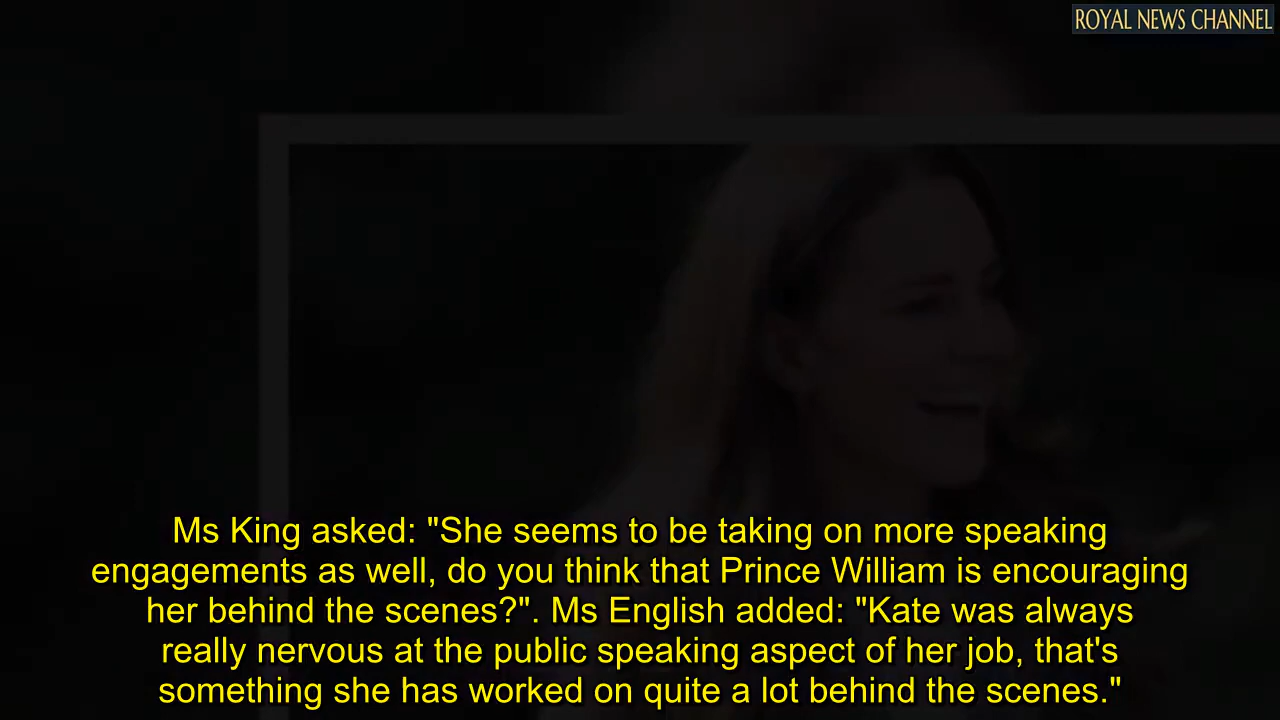 ROYAL NEWS CHANNEL
Ms King asked: "She seems to be taking on more speaking
engagements as well, do you think that Prince William is encouraging
her behind the scenes?". Ms English added: "Kate was always
really nervous at the public speaking aspect of her job, that's
something she has worked on quite a lot behind the scenes."